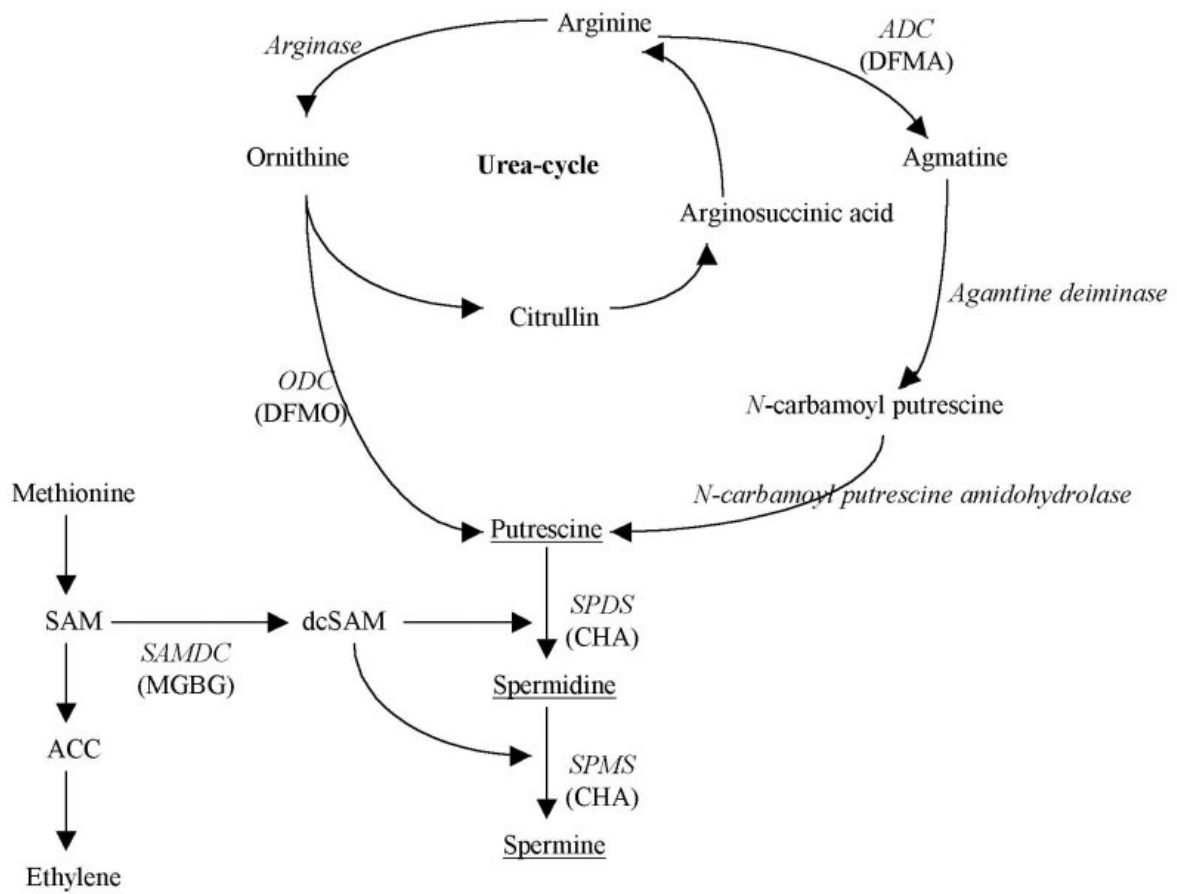 Arginine
Arginase
ADC
(DFMA)
Ornithine
Urea-cycle
Agmatine
Arginosuccinic acid
Citrullin
Agamtine deiminase
ODC
(DFMO)
N-carbamoyl putrescine
Methionine
N-carbamoyl putrescine amidohydrolase
Putrescine
SAM
dcSAM
SPDS
(CHA)
SAMDC
(MGBG)
Spermidine
ACC
SPMS
(CHA)
Spermine
Ethylene